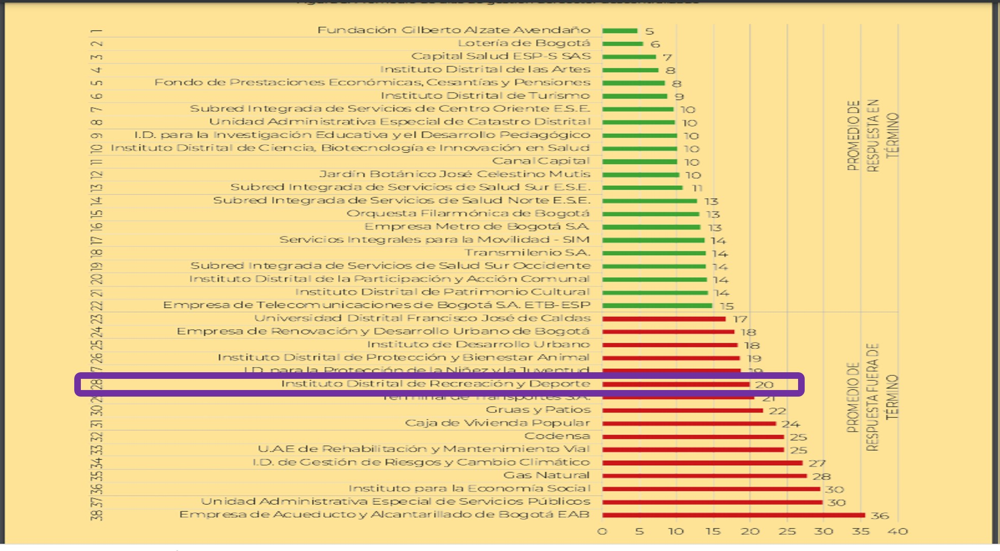 1 Fundación Gilberto Alzate Avendaño 5
2 Lotería de Bogotá 6
3 Capital Salud ESP-S SAS 7
4 Instituto Distrital de las Artes 8
5 Fondo de Prestaciones Económicas, Cesantías y Pensiones 8
6 Instituto Distrital de Turismo 9
7 Subred Integrada de Servicios de Centro Oriente E.S.E. 10
8 Unidad Administrativa Especial de Catastro Distrital 10
9 I.D. para la Investigación Educativa y el Desarrollo Pedagógico 10
10 Instituto Distrital de Ciencia, Biotecnología e Innovación en Salud 10
11 Canal Capital 10
12 Jardín Botánico José Celestino Mutis 10
13 Subred Integrada de Servicios de Salud Sur E.S.E. 11
14 Subred Integrada de Servicios de Salud Norte E.S.E. 13
15 Orquesta Filarmónica de Bogotá 13
16 Empresa Metro de Bogotá S.A. 13
17 Servicios Integrales para la Movilidad - SIM 14
18 Transmilenio S.A. 14
19 Subred Integrada de Servicios de Salud Sur Occidente 14
20 Instituto Distrital de la Participación y Acción Comunal 14
21 Instituto Distrital de Patrimonio Cultural 14
22 Empresa de Telecomunicaciones de Bogotá S.A. ETB-ESP 15
PROMEDIO DE
RESPUESTA EN
TÉRMINO
23 Universidad Distrital Francisco José de Caldas 17
24 Empresa de Renovación y Desarrollo Urbano de Bogotá 18
25 Instituto de Desarrollo Urbano 18
26 Instituto Distrital de Protección y Bienestar Animal 19
I.D. para la Protección de la Niñez y la Juventud 19
28 Instituto Distrital de Recreación y Deporte 20
29 Terminal de Transportes S.A. 21
30 Gruas y Patios 22
31 Caja de Vivienda Popular 24
32 Codensa 25
33 U.A.E de Rehabilitación y Mantenimiento Vial 25
34 I.D. de Gestión de Riesgos y Cambio Climático 27
35 Gas Natural 28
36 Instituto para la Economía Social 30
37 Unidad Administrativa Especial de Servicios Públicos 30
38 Empresa de Acueducto y Alcantarillado de Bogotá EAB 36
PROMEDIO DE
RESPUESTA FUERA DE
TÉRMINO
0 5 10 15 20 25 30 35 40